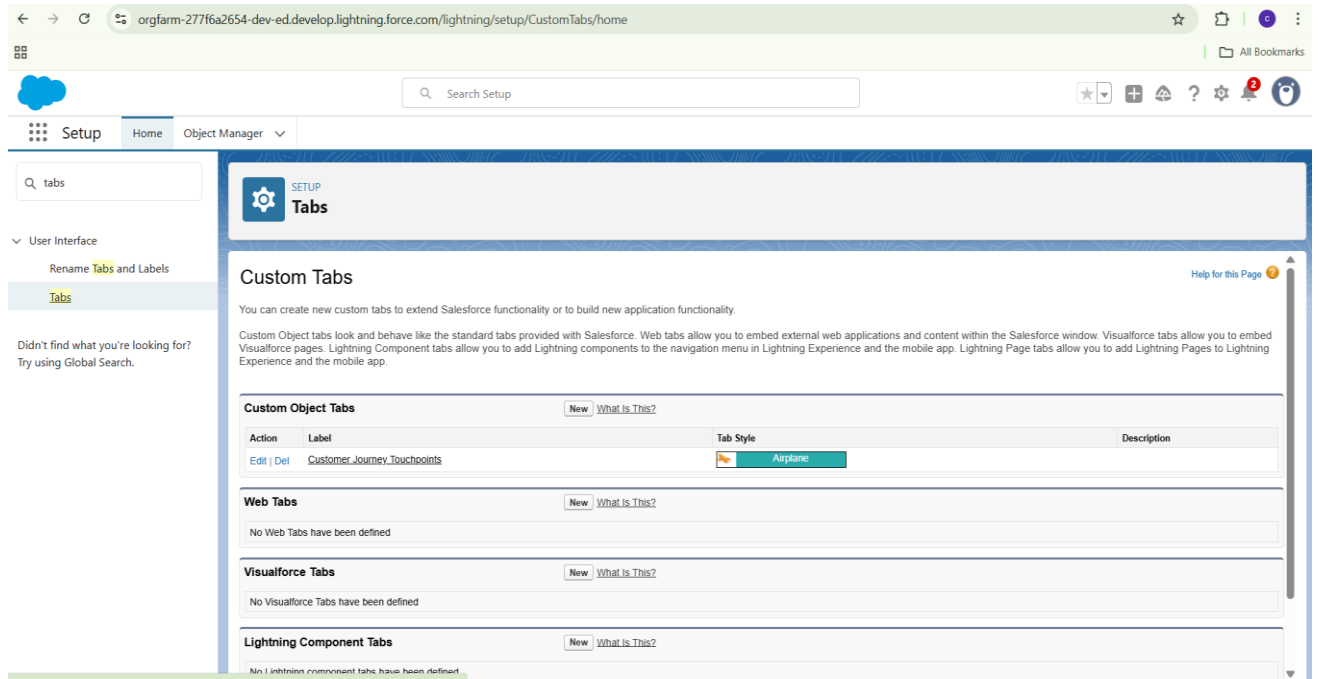 orgfarm-277f6a2654-dev-ed.develop.lightning.force.com/lightning/setup/CustomTabs/home
C
All Bookmarks
Search Setup
2
Setup
Home
Object Manager
tabs
User Interface
Rename Tabs and Labels
Tabs
Didn't find what you're looking for?
Try using Global Search.
SETUP
Tabs
Custom Tabs
Help for this Page ?
You can create new custom tabs to extend Salesforce functionality or to build new application functionality.
Custom Object tabs look and behave like the standard tabs provided with Salesforce. Web tabs allow you to embed external web applications and content within the Salesforce window. Visualforce tabs allow you to embed
Visualforce pages. Lightning Component tabs allow you to add Lightning components to the navigation menu in Lightning Experience and the mobile app. Lightning Page tabs allow you to add Lightning Pages to Lightning
Experience and the mobile app.
Custom Object Tabs New What Is This?
Action Label Tab Style Description
Edit | Del Customer Journey Touchpoints Airplane
Web Tabs New What Is This?
No Web Tabs have been defined
Visualforce Tabs New What Is This?
No Visualforce Tabs have been defined
Lightning Component Tabs New What Is This?
No Lightning component tabs have been defined